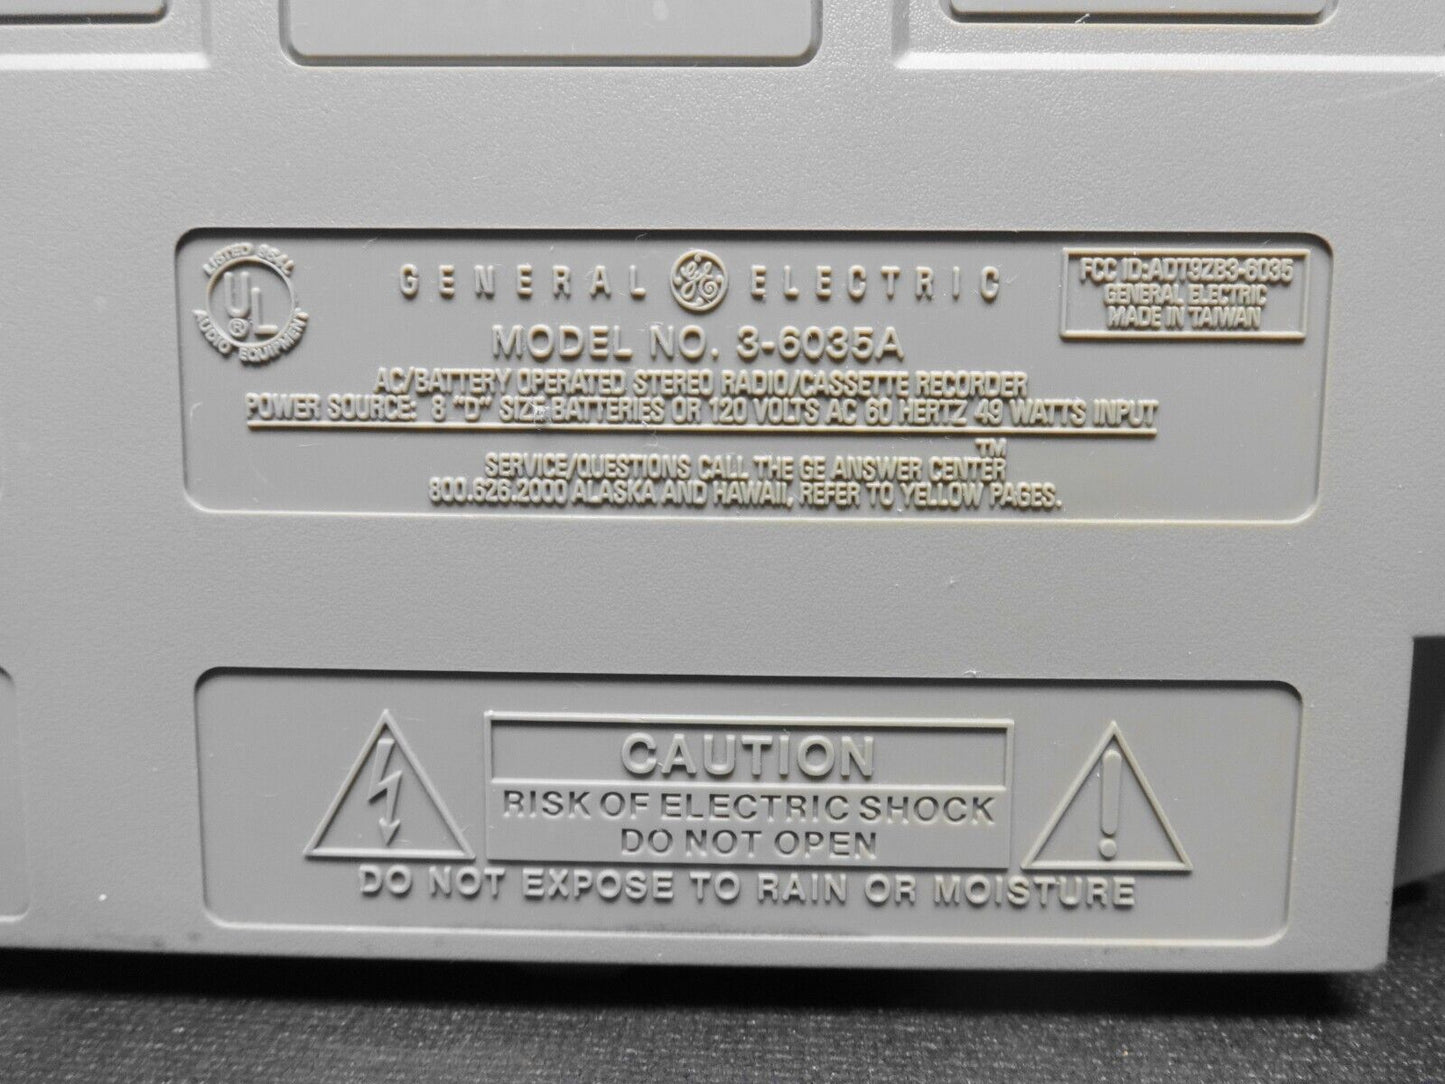 LISTED 964L
UL
®
AUDIO EQUIPMENT
GENERAL GE ELECTRIC
MODEL NO. 3-6035A
AC/BATTERY OPERATED STEREO RADIO/CASSETTE RECORDER
POWER SOURCE: 8 "D" SIZE BATTERIES OR 120 VOLTS AC 60 HERTZ 49 WATTS INPUT
SERVICE/QUESTIONS CALL THE GE ANSWER CENTER™
800.626.2000 ALASKA AND HAWAII, REFER TO YELLOW PAGES.
FCC ID:ADT9ZB3-6035
GENERAL ELECTRIC
MADE IN TAIWAN
CAUTION
RISK OF ELECTRIC SHOCK
DO NOT OPEN
DO NOT EXPOSE TO RAIN OR MOISTURE